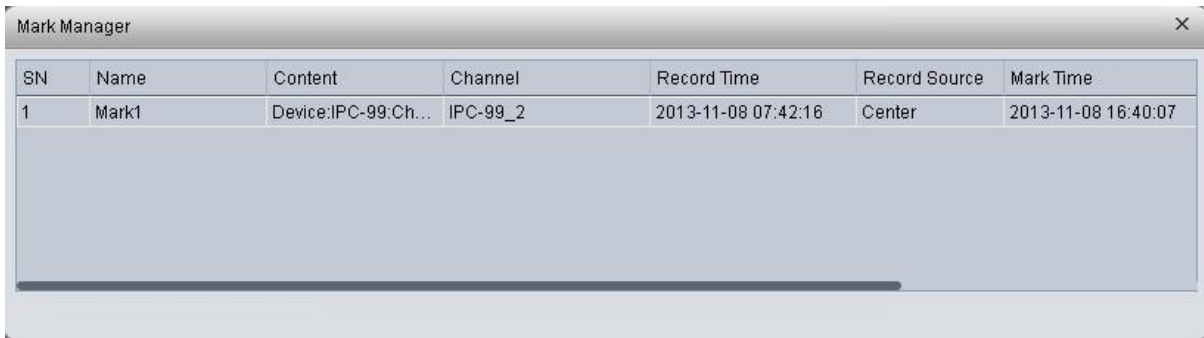 Mark Manager
SN Name Content Channel Record Time Record Source Mark Time
1 Mark1 Device:IPC-99:Ch... IPC-99_2 2013-11-08 07:42:16 Center 2013-11-08 16:40:07